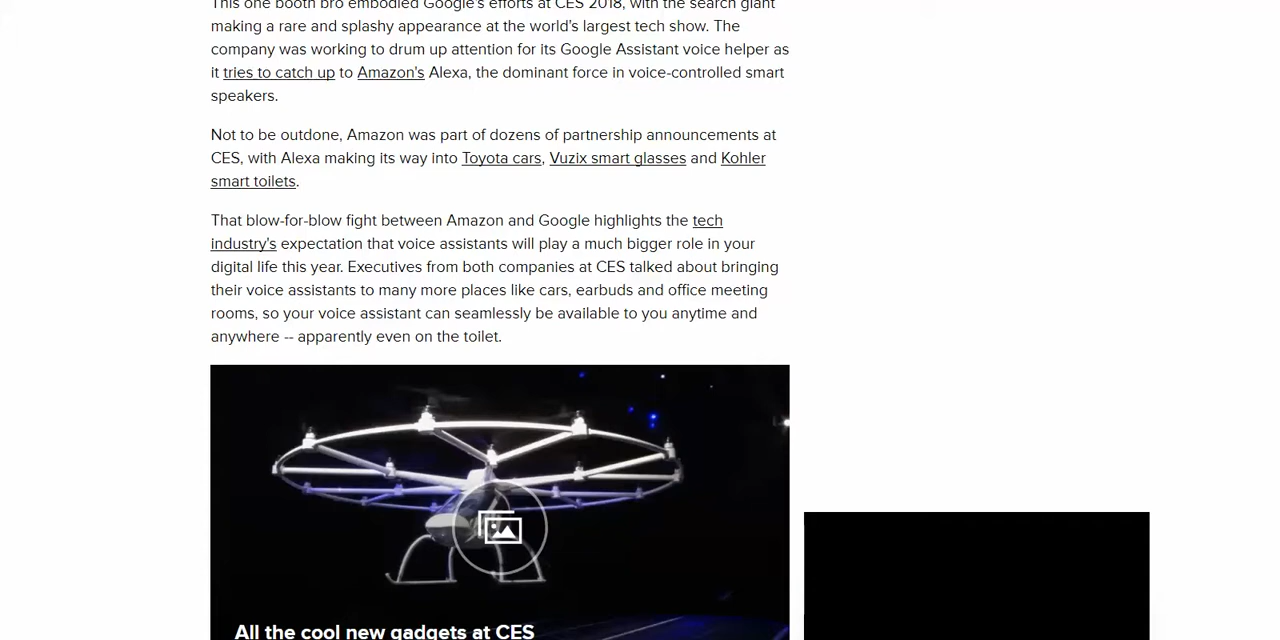 This one booth bro embodied Google's efforts at CES 2018, with the search giant
making a rare and splashy appearance at the world's largest tech show. The
company was working to drum up attention for its Google Assistant voice helper as
it tries to catch up to Amazon's Alexa, the dominant force in voice-controlled smart
speakers.
Not to be outdone, Amazon was part of dozens of partnership announcements at
CES, with Alexa making its way into Toyota cars, Vuzix smart glasses and Kohler
smart toilets.
That blow-for-blow fight between Amazon and Google highlights the tech
industry's expectation that voice assistants will play a much bigger role in your
digital life this year. Executives from both companies at CES talked about bringing
their voice assistants to many more places like cars, earbuds and office meeting
rooms, so your voice assistant can seamlessly be available to you anytime and
anywhere -- apparently even on the toilet.
All the cool new gadgets at CES